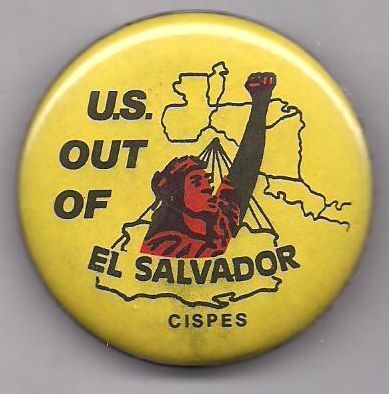 U.S.
OUT
OF
EL SALVADOR
CISPES